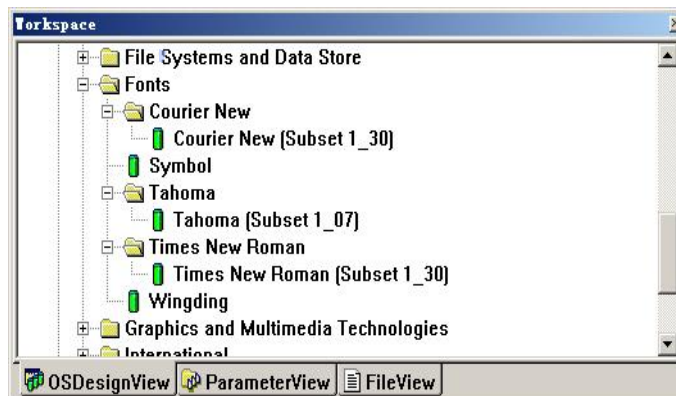 Workspace
File Systems and Data Store
Fonts
Courier New
Courier New (Subset 1_30)
Symbol
Tahoma
Tahoma (Subset 1_07)
Times New Roman
Times New Roman (Subset 1_30)
Wingding
Graphics and Multimedia Technologies
International
OSDesignView ParameterView FileView